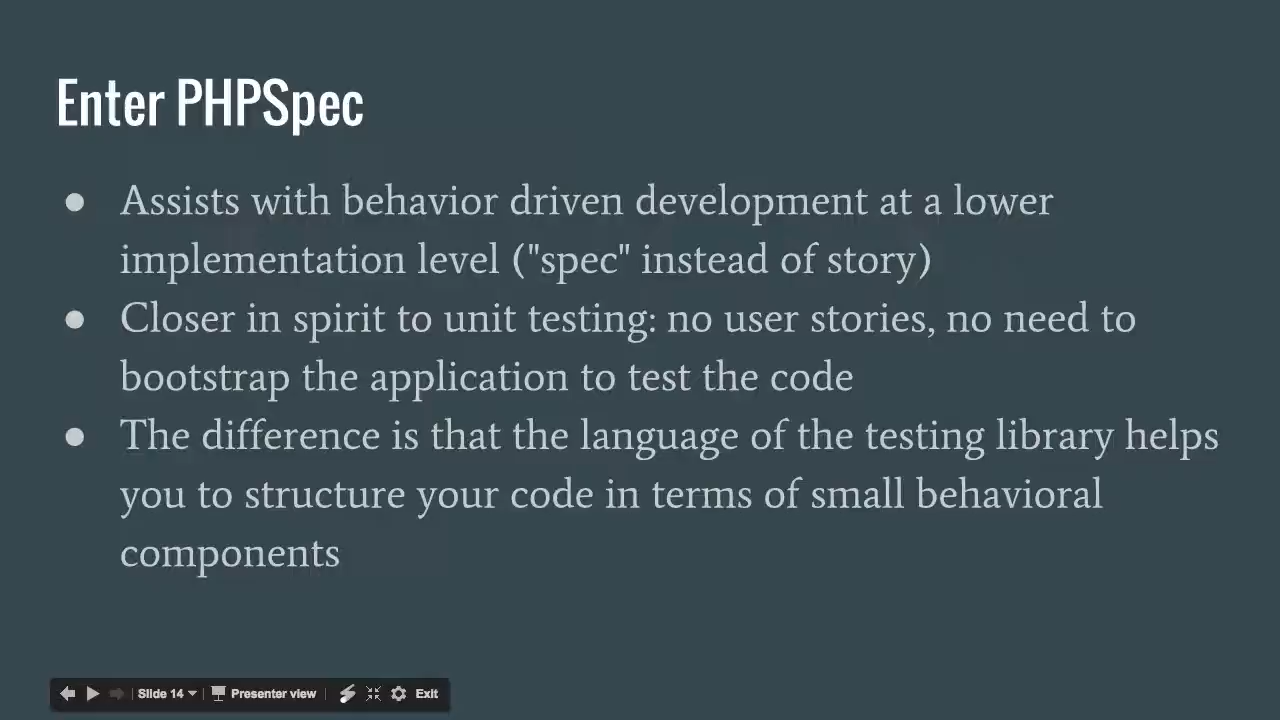 Enter PHPSpec
● Assists with behavior driven development at a lower
implementation level ("spec" instead of story)
● Closer in spirit to unit testing: no user stories, no need to
bootstrap the application to test the code
● The difference is that the language of the testing library helps
you to structure your code in terms of small behavioral
components
Slide 14 Presenter view Exit